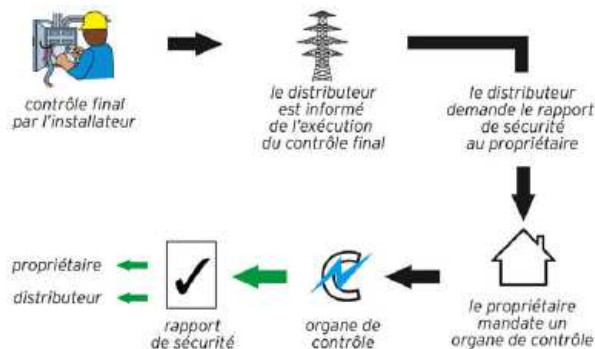 contrôle final
par l'installateur
le distributeur
est informé
de l'exécution
du contrôle final
le distributeur
demande le rapport
de sécurité
au propriétaire
le propriétaire
mandate un
organe de contrôle
organe de
contrôle
rapport
de sécurité
propriétaire
distributeur